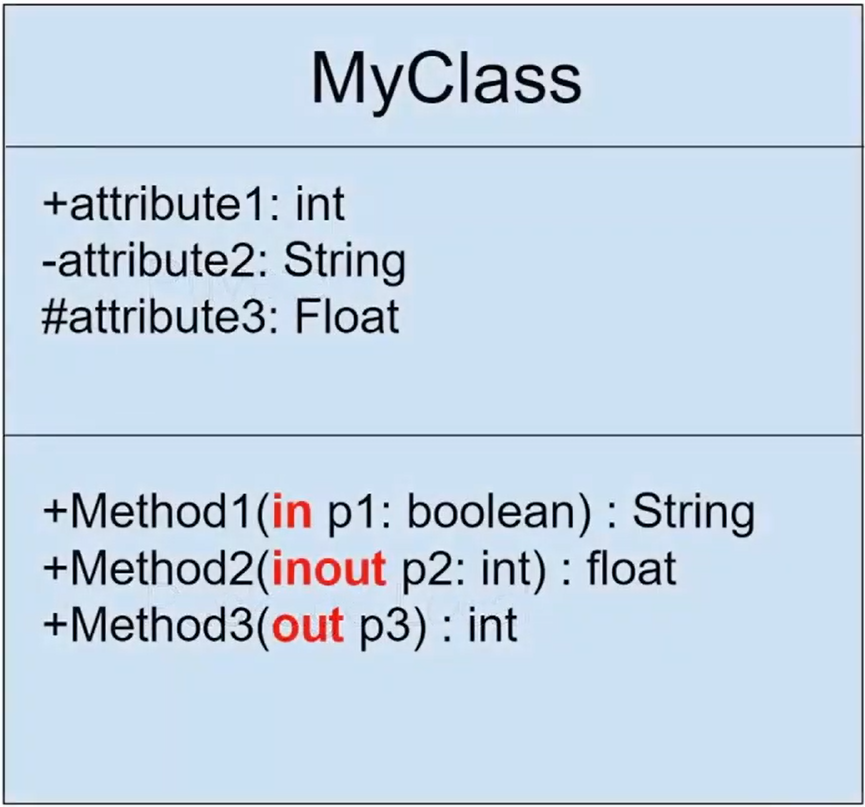 MyClass
+attribute1: int
-attribute2: String
#attribute3: Float
+Method1(in p1: boolean) : String
+Method2(inout p2: int) : float
+Method3(out p3) : int